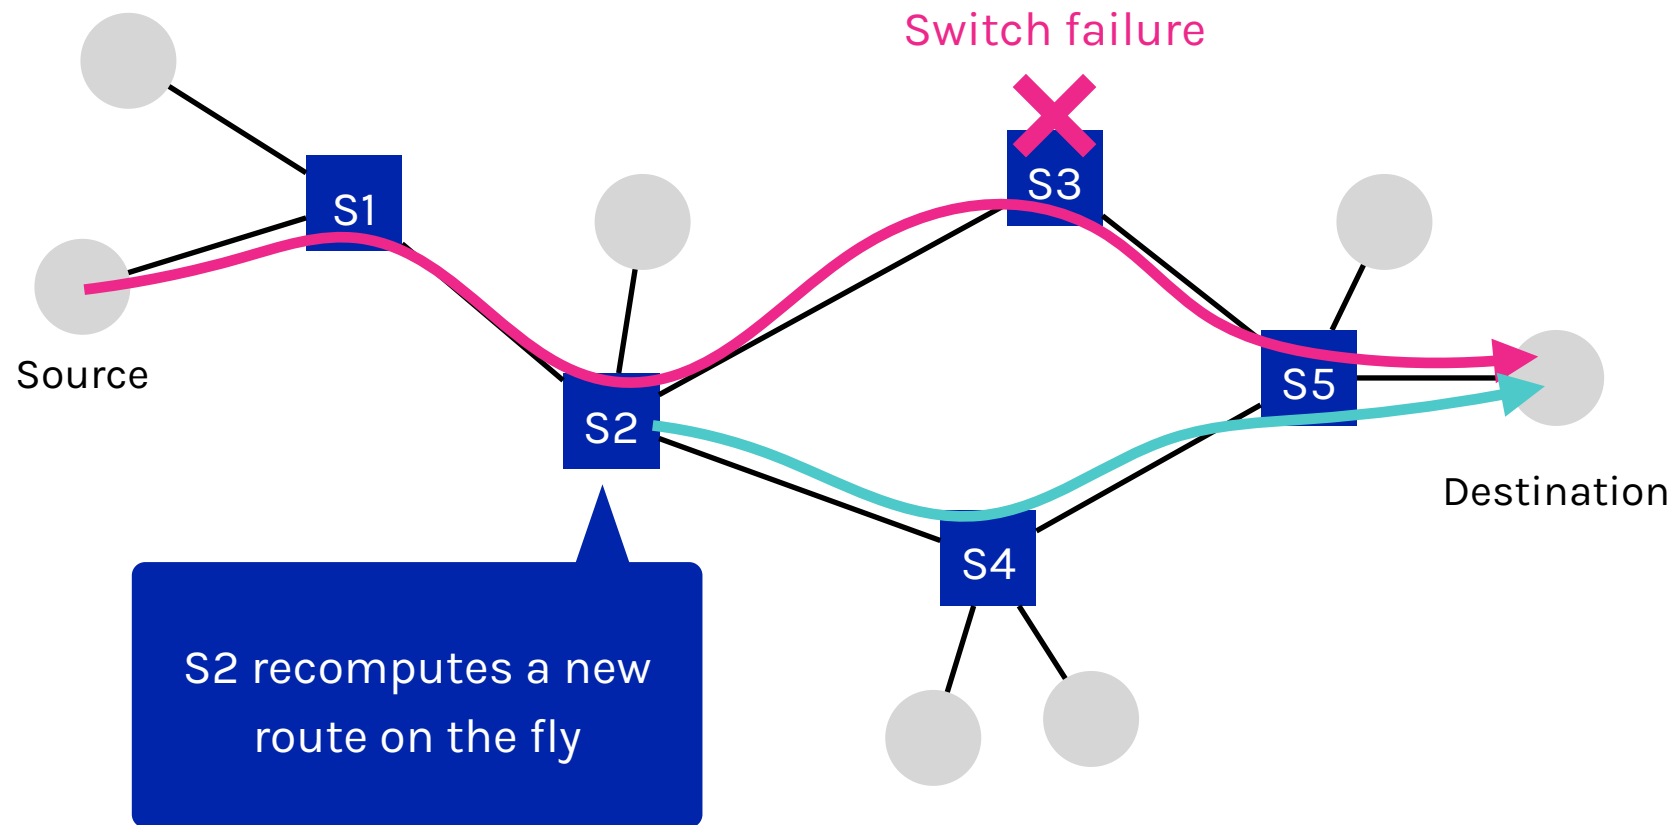 Switch failure
S1
S3
Source
S2
S5
Destination
S4
S2 recomputes a new
route on the fly